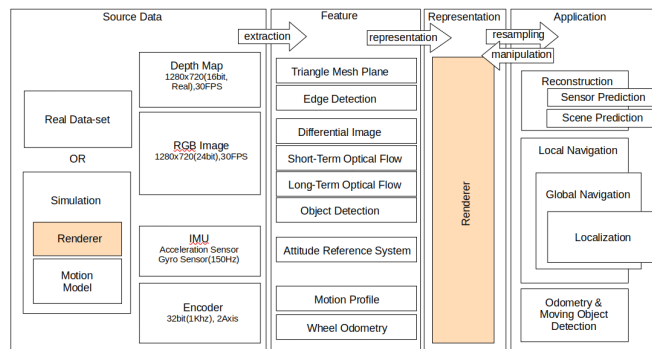 Source Data
Feature
Representation
Application
extraction
representation
resampling
manipulation
Real Data-set
OR
Simulation
Renderer
Motion
Model
Depth Map
1280x720(16bit,
Real),30FPS
RGB Image
1280x720(24bit),30FPS
IMU
Acceleration Sensor
Gyro Sensor(150Hz)
Encoder
32bit(1Khz), 2Axis
Triangle Mesh Plane
Edge Detection
Differential Image
Short-Term Optical Flow
Long-Term Optical Flow
Object Detection
Attitude Reference System
Motion Profile
Wheel Odometry
Renderer
Reconstruction
Sensor Prediction
Scene Prediction
Local Navigation
Global Navigation
Localization
Odometry &
Moving Object
Detection